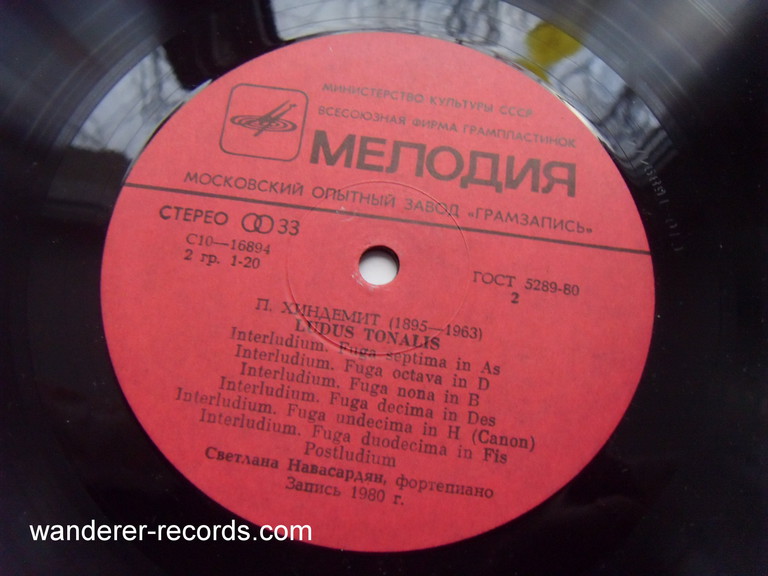 МИНИСТЕРСТВО КУЛЬТУРЫ СССР
ВСЕСОЮЗНАЯ ФИРМА ГРАМПЛАСТИНОК
МЕЛОДИЯ
МОСКОВСКИЙ ОПЫТНЫЙ ЗАВОД «ГРАМЗАПИСЬ»
СТЕРЕО 33
С10—16894
2 гр. 1-20
ГОСТ 5289-80
2
П. ХИНДЕМИТ (1895—1963)
LUDUS TONALIS
Interludium. Fuga septima in As
Interludium. Fuga octava in D
Interludium. Fuga nona in B
Interludium. Fuga decima in Des
Interludium. Fuga undecima in H (Canon)
Interludium. Fuga duodecima in Fis
Postludium
Светлана Навасардян, фортепиано
Запись 1980 г.
wanderer-records.com